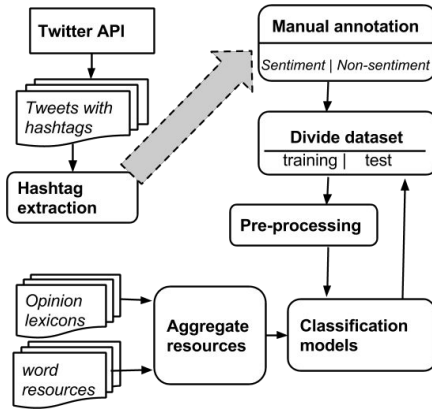 Twitter API
Tweets with
hashtags
Hashtag
extraction
Manual annotation
Sentiment | Non-sentiment
Divide dataset
training | test
Pre-processing
Opinion
lexicons
word
resources
Aggregate
resources
Classification
models